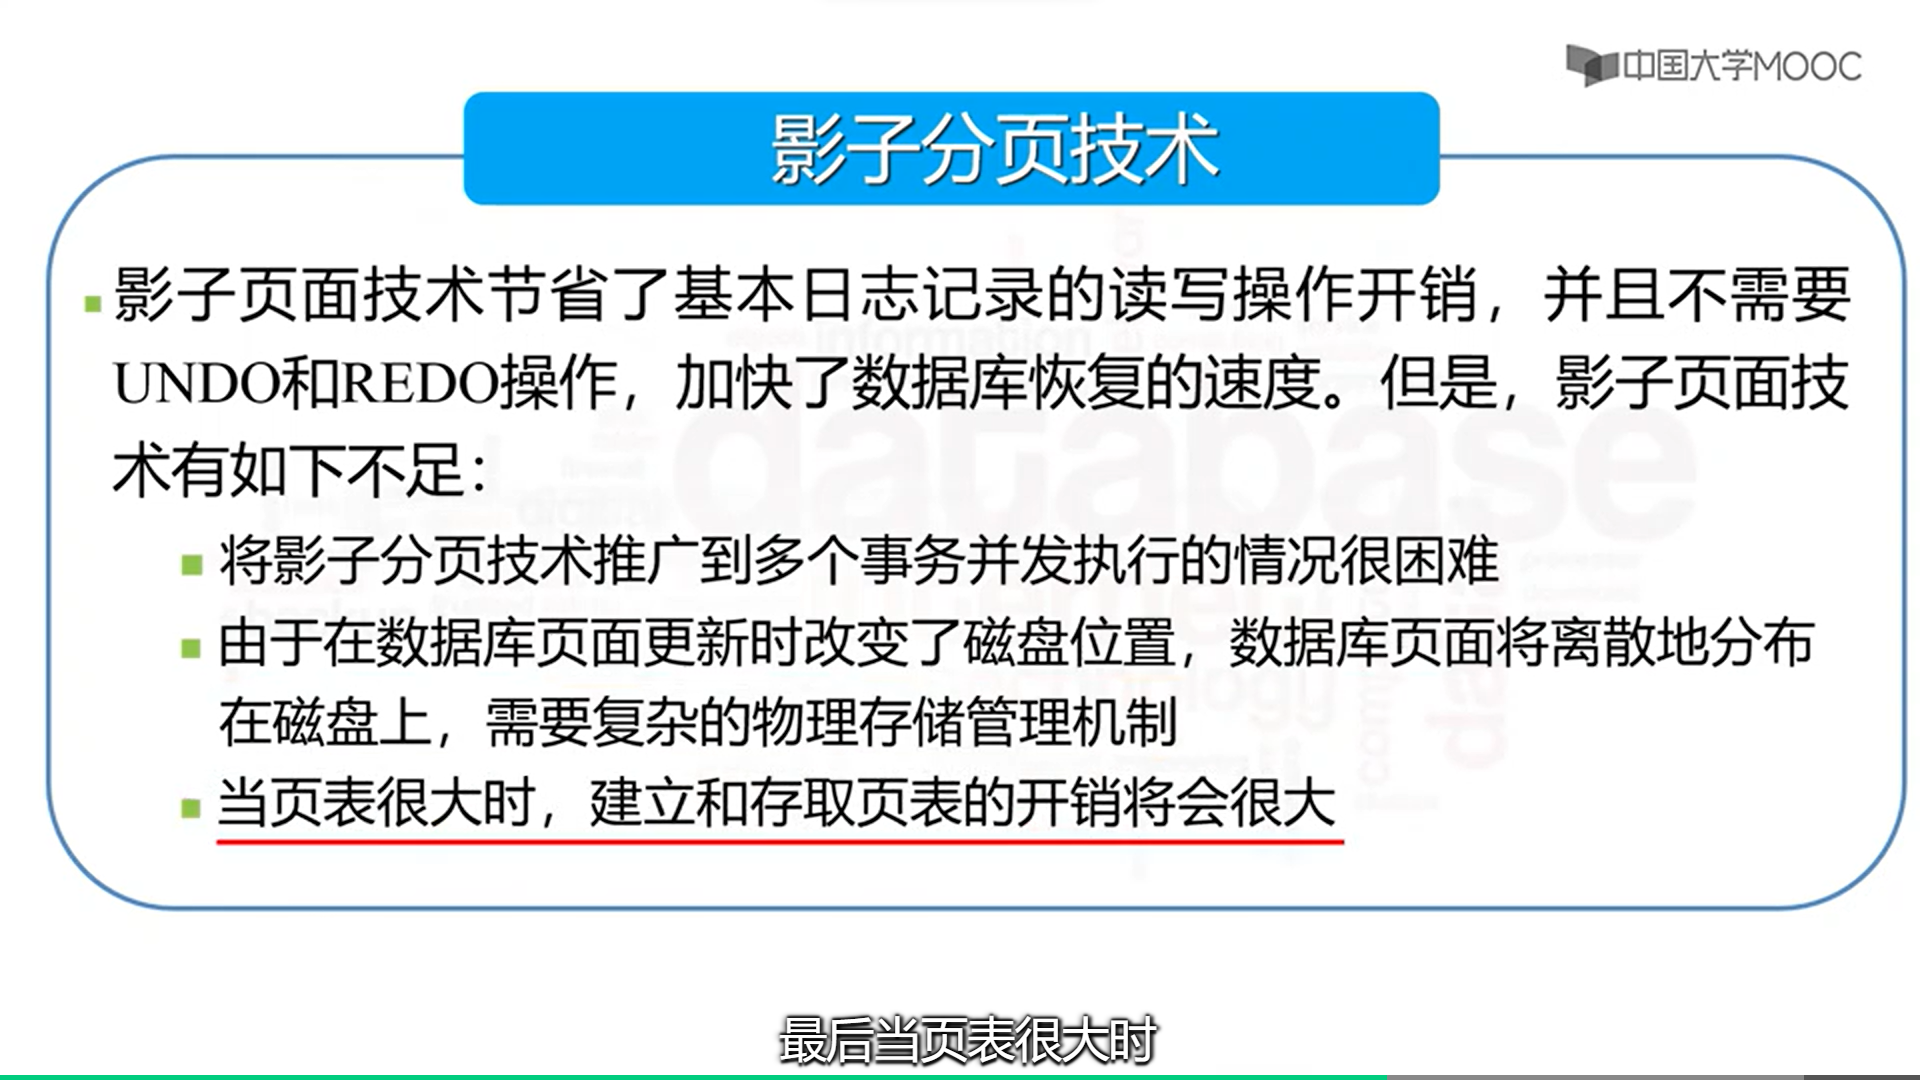 中国大学MOOC
影子分页技术
影子页面技术节省了基本日志记录的读写操作开销，并且不需要
UNDO和REDO操作，加快了数据库恢复的速度。但是，影子页面技
术有如下不足：
将影子分页技术推广到多个事务并发执行的情况很困难
由于在数据库页面更新时改变了磁盘位置，数据库页面将离散地分布
在磁盘上，需要复杂的物理存储管理机制
当页表很大时，建立和存取页表的开销将会很大
database
information
最后当页表很大时